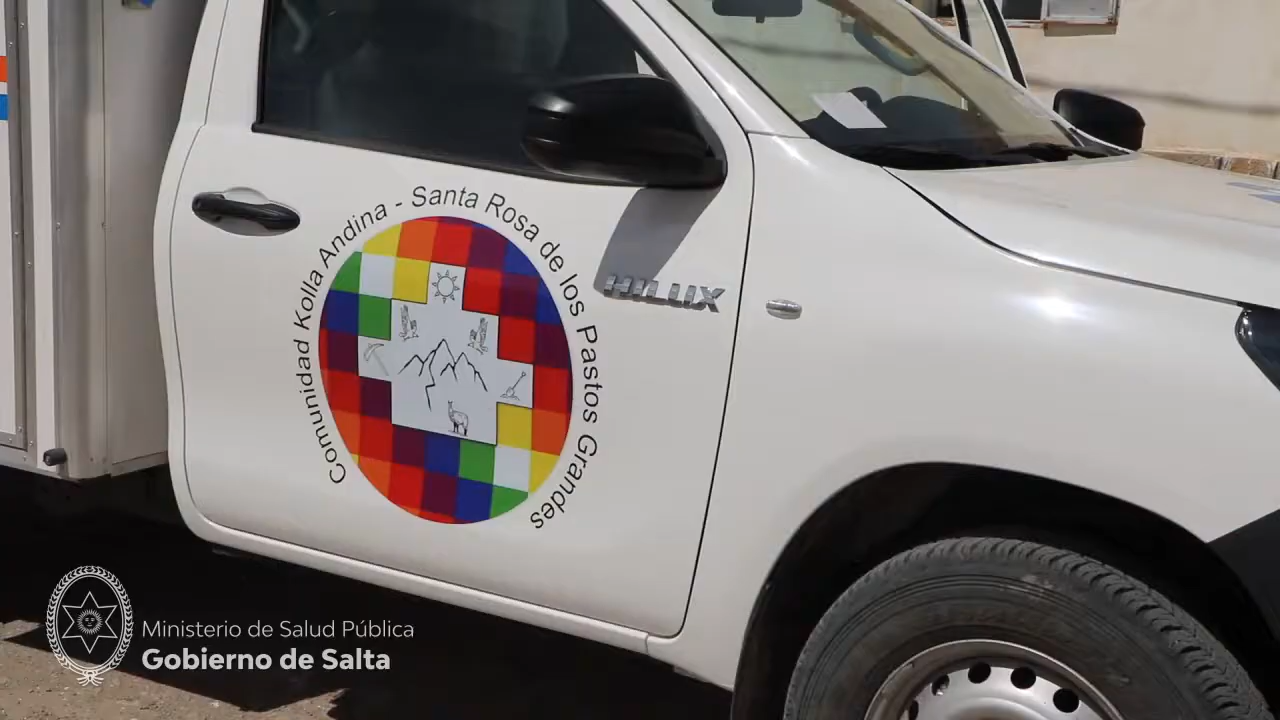 Comunidad Kolla Andina - Santa Rosa de los Pastos Grandes
HILUX
Ministerio de Salud Pública
Gobierno de Salta